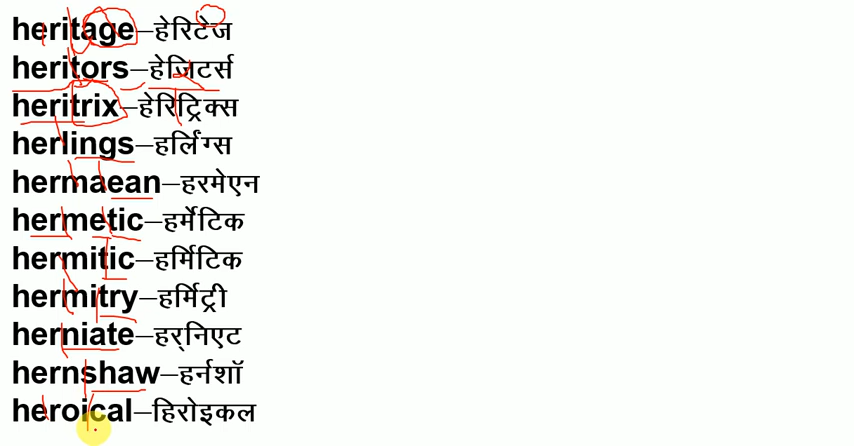 heritage–हेरिटेज
heritors–हेजिटर्स
heritrix–हेरिट्रिक्स
herlings–हर्लिंग्स
hermaean–हरमेएन
hermetic–हर्मेटिक
hermitic–हर्मिटिक
hermitry–हर्मिट्री
herniate–हर्निएट
hernshaw–हर्नशॉ
heroical–हिरोइकल